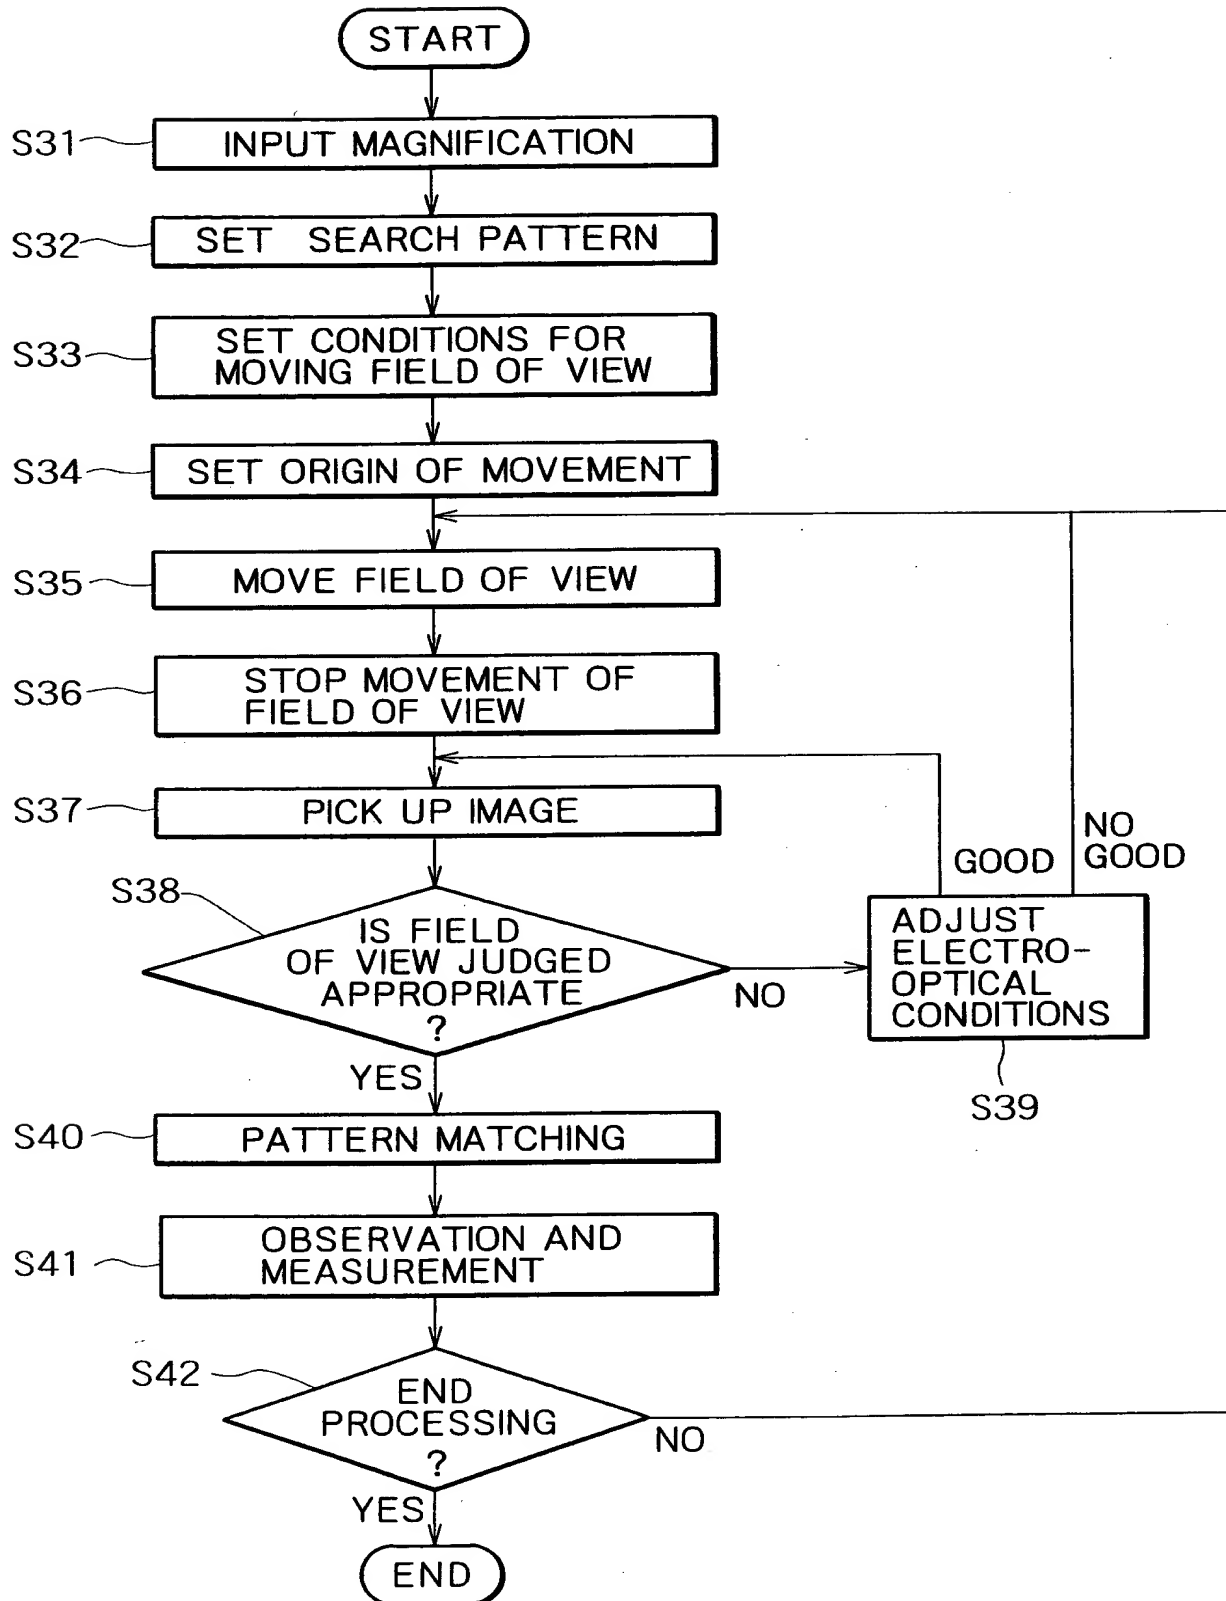 START
S31
INPUT MAGNIFICATION
S32
SET SEARCH PATTERN
S33
SET CONDITIONS FOR
MOVING FIELD OF VIEW
S34
SET ORIGIN OF MOVEMENT
S35
MOVE FIELD OF VIEW
S36
STOP MOVEMENT OF
FIELD OF VIEW
S37
PICK UP IMAGE
S38
IS FIELD
OF VIEW JUDGED
APPROPRIATE
?
NO
GOOD
NO
GOOD
ADJUST
ELECTRO-
OPTICAL
CONDITIONS
S39
YES
S40
PATTERN MATCHING
S41
OBSERVATION AND
MEASUREMENT
S42
END
PROCESSING
?
NO
YES
END